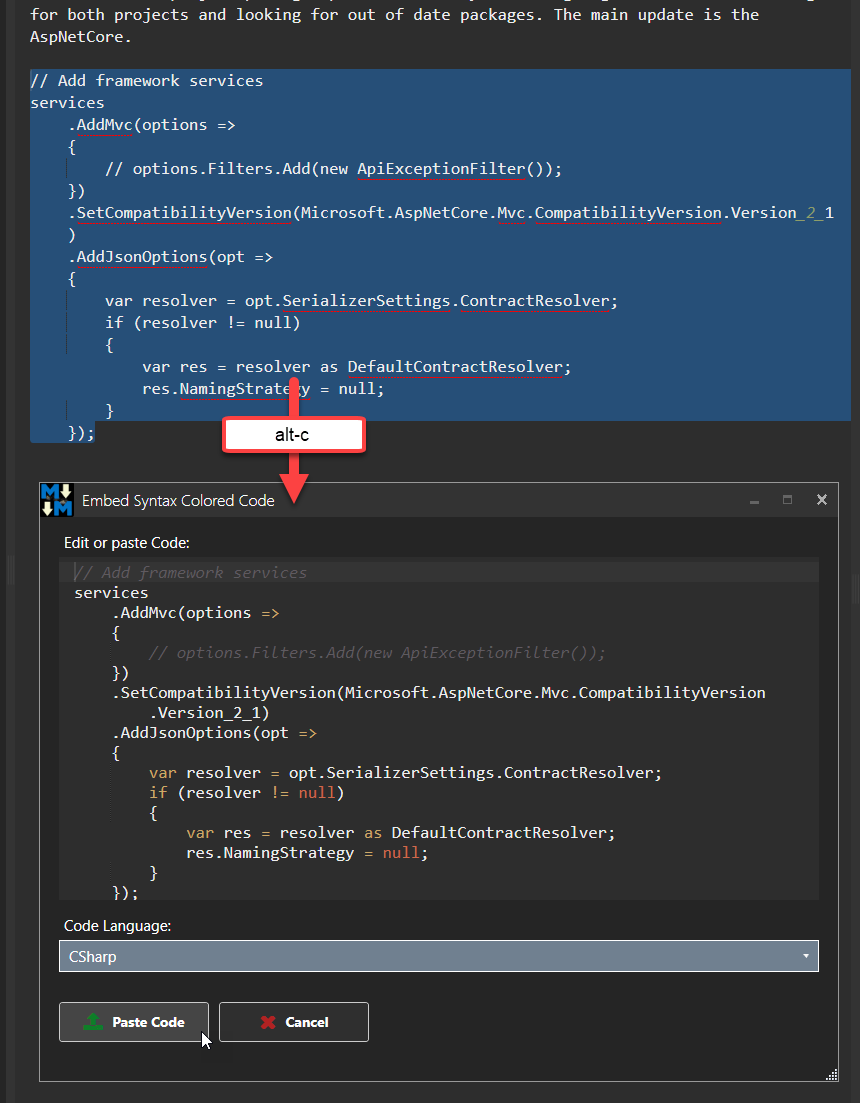 for both projects and looking for out of date packages. The main update is the
AspNetCore.
// Add framework services
services
    .AddMvc(options =>
    {
        // options.Filters.Add(new ApiExceptionFilter());
    })
    .SetCompatibilityVersion(Microsoft.AspNetCore.Mvc.CompatibilityVersion.Version_2_1
    )
    .AddJsonOptions(opt =>
    {
        var resolver = opt.SerializerSettings.ContractResolver;
        if (resolver != null)
        {
            var res = resolver as DefaultContractResolver;
            res.NamingStrategy = null;
        }
    });
alt-c
Embed Syntax Colored Code
Edit or paste Code:
// Add framework services
services
    .AddMvc(options =>
    {
        // options.Filters.Add(new ApiExceptionFilter());
    })
    .SetCompatibilityVersion(Microsoft.AspNetCore.Mvc.CompatibilityVersion
        .Version_2_1)
    .AddJsonOptions(opt =>
    {
        var resolver = opt.SerializerSettings.ContractResolver;
        if (resolver != null)
        {
            var res = resolver as DefaultContractResolver;
            res.NamingStrategy = null;
        }
    });
Code Language:
CSharp
Paste Code
Cancel